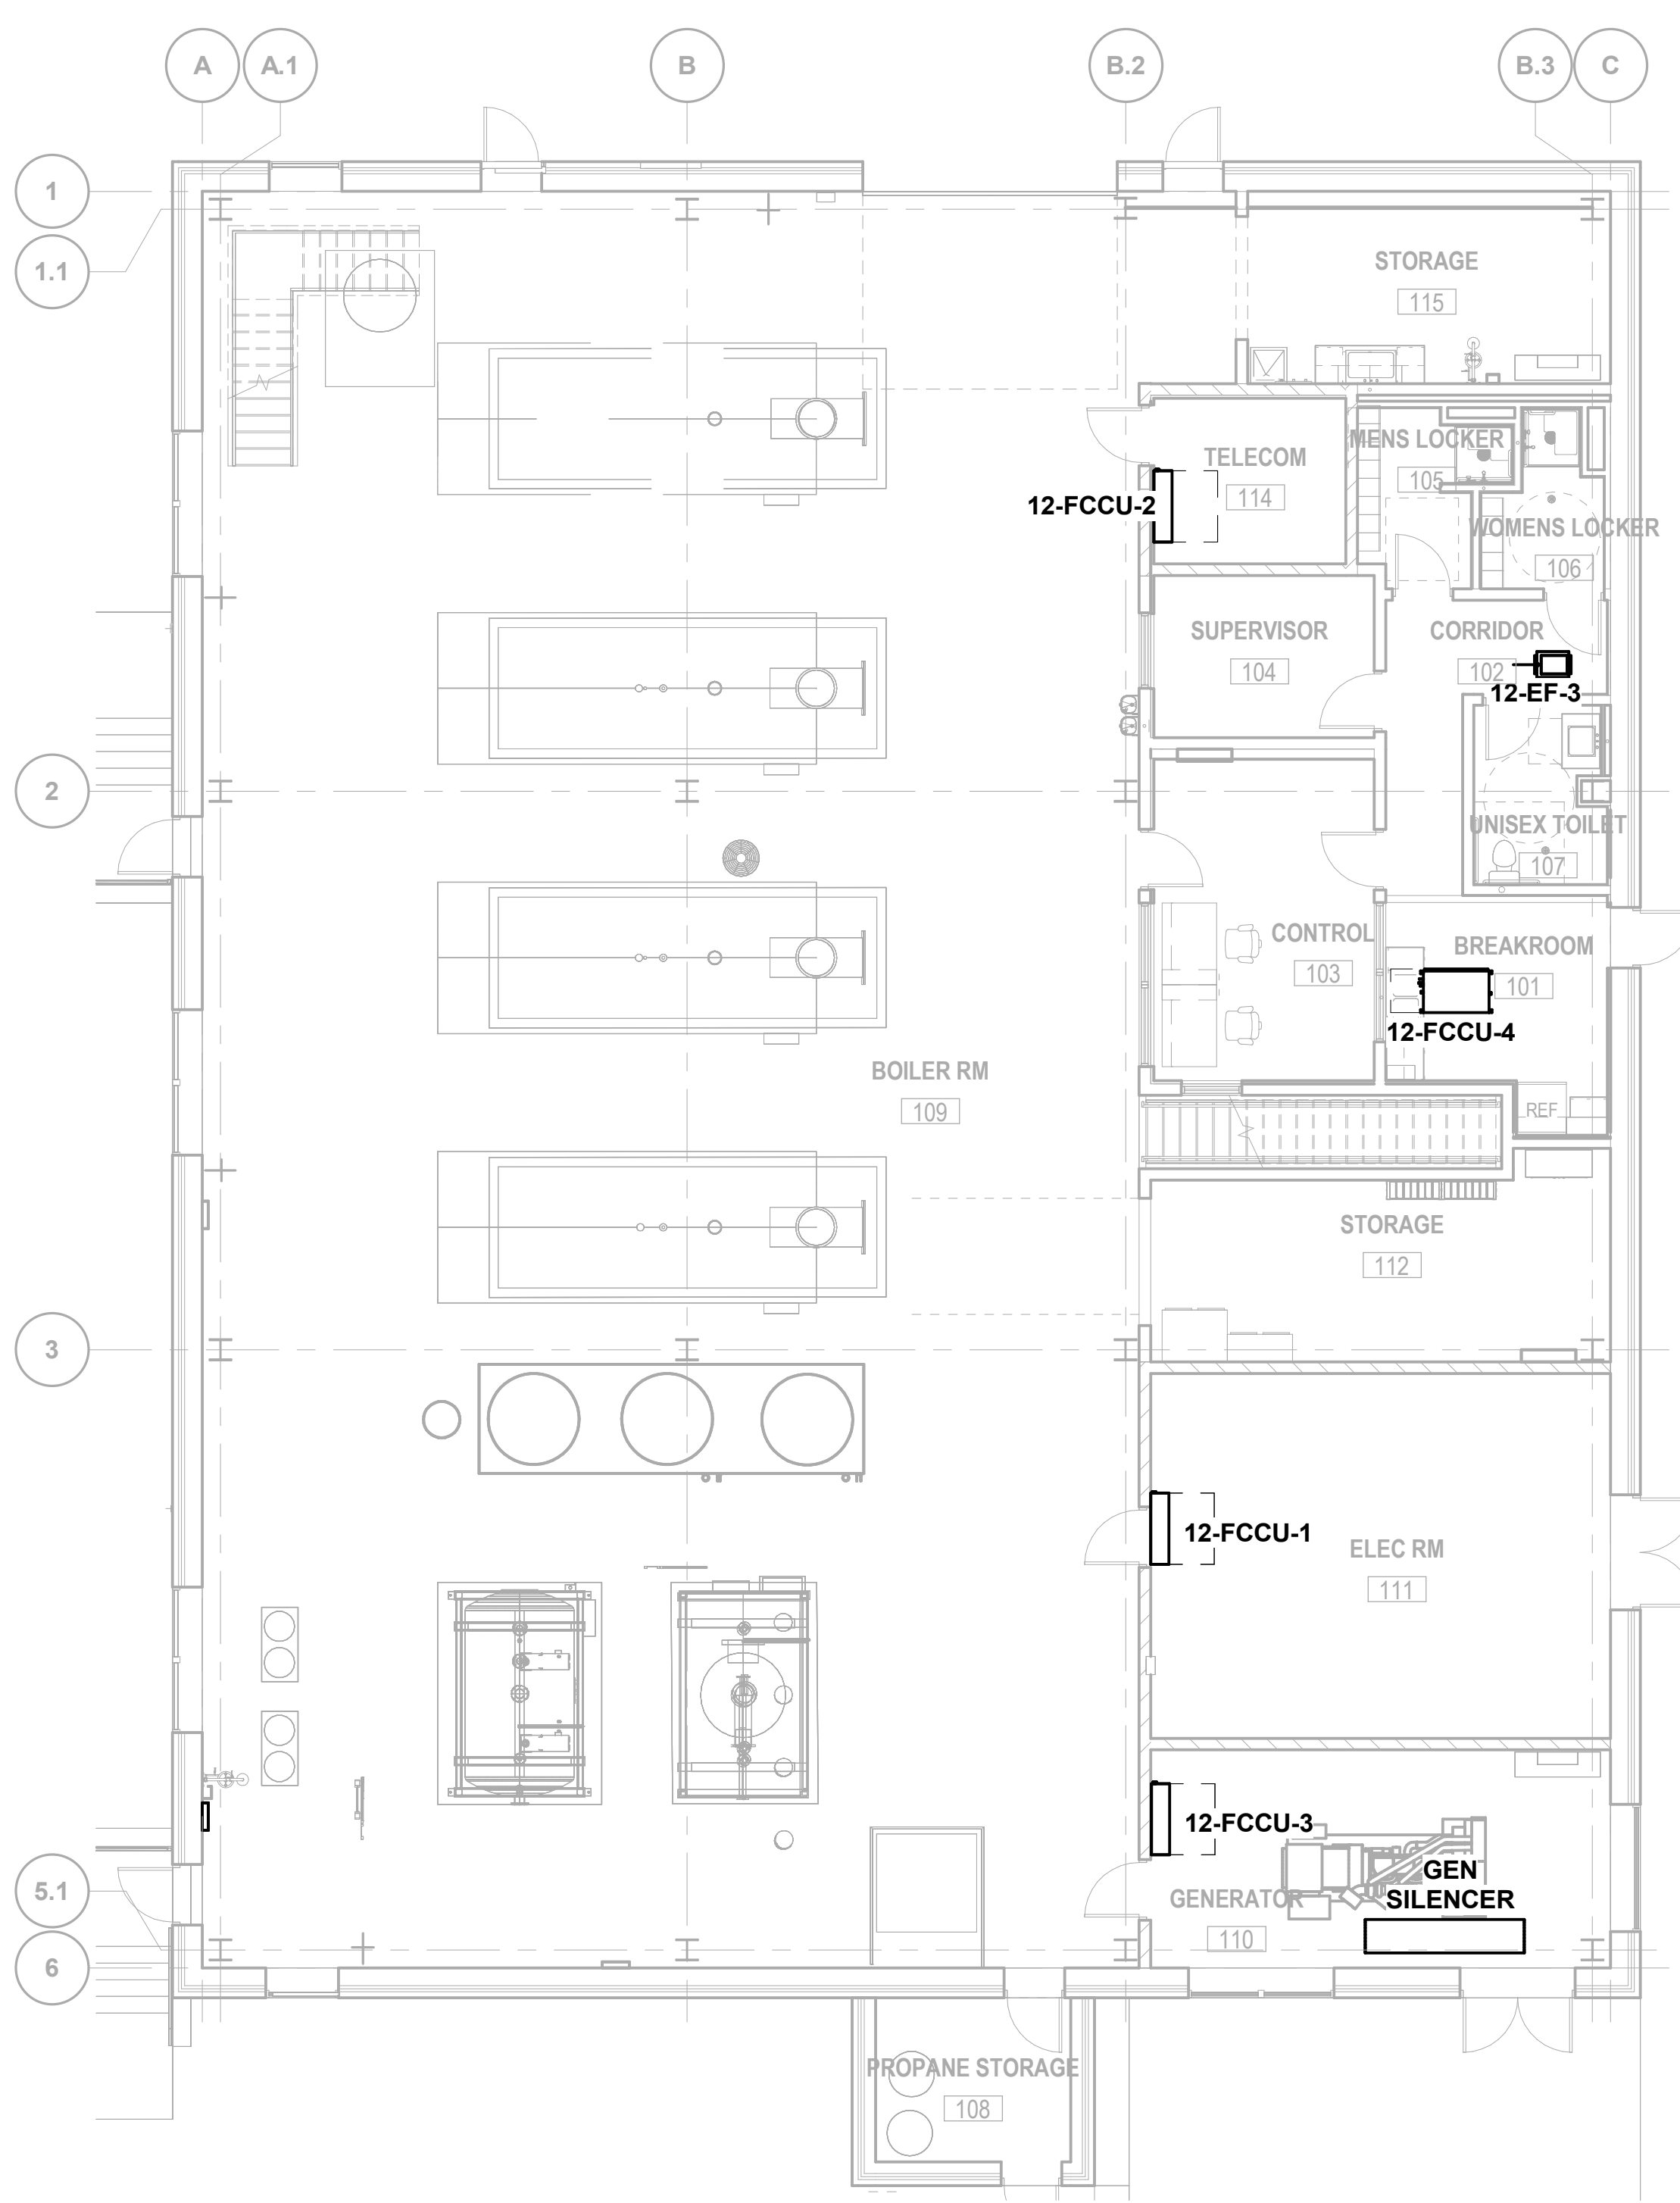 A
A.1
B
B.2
B.3
C
1
1.1
STORAGE
115
MENS LOCKER
105
TELECOM
114
12-FCCU-2
WOMENS LOCKER
106
SUPERVISOR
104
CORRIDOR
102
12-EF-3
2
UNISEX TOILET
107
CONTROL
103
BREAKROOM
101
12-FCCU-4
BOILER RM
109
REF
STORAGE
112
3
12-FCCU-1
ELEC RM
111
12-FCCU-3
GEN
SILENCER
GENERATOR
110
5.1
6
PROPANE STORAGE
108